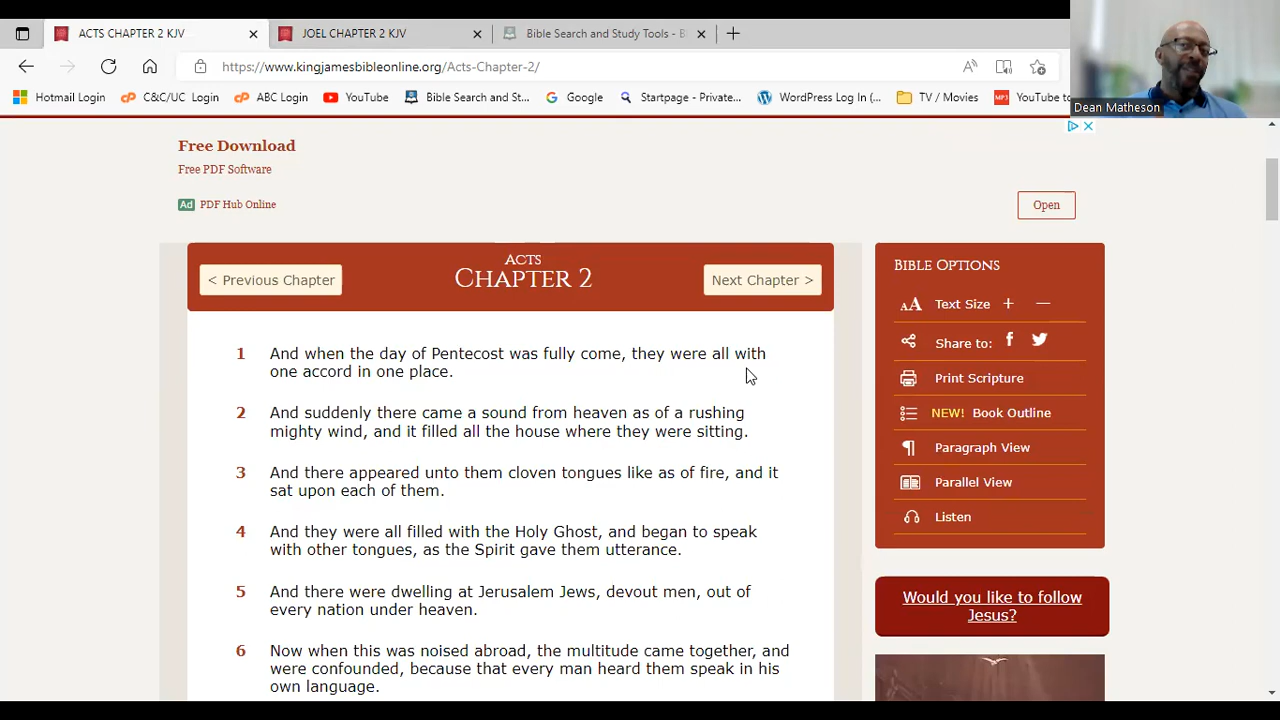 ACTS CHAPTER 2 KJV
JOEL CHAPTER 2 KJV
Bible Search and Study Tools - B
https://www.kingjamesbibleonline.org/Acts-Chapter-2/
Hotmail Login
C&C/UC Login
ABC Login
YouTube
Bible Search and St...
Google
Startpage - Private...
WordPress Log In (...
TV / Movies
YouTube to
Dean Matheson
Free Download
Free PDF Software
Ad PDF Hub Online
Open
< Previous Chapter
ACTS
CHAPTER 2
Next Chapter >
1 And when the day of Pentecost was fully come, they were all with
one accord in one place.
2 And suddenly there came a sound from heaven as of a rushing
mighty wind, and it filled all the house where they were sitting.
3 And there appeared unto them cloven tongues like as of fire, and it
sat upon each of them.
4 And they were all filled with the Holy Ghost, and began to speak
with other tongues, as the Spirit gave them utterance.
5 And there were dwelling at Jerusalem Jews, devout men, out of
every nation under heaven.
6 Now when this was noised abroad, the multitude came together, and
were confounded, because that every man heard them speak in his
own language.
BIBLE OPTIONS
AA Text Size + —
Share to:
Print Scripture
NEW! Book Outline
Paragraph View
Parallel View
Listen
Would you like to follow
Jesus?